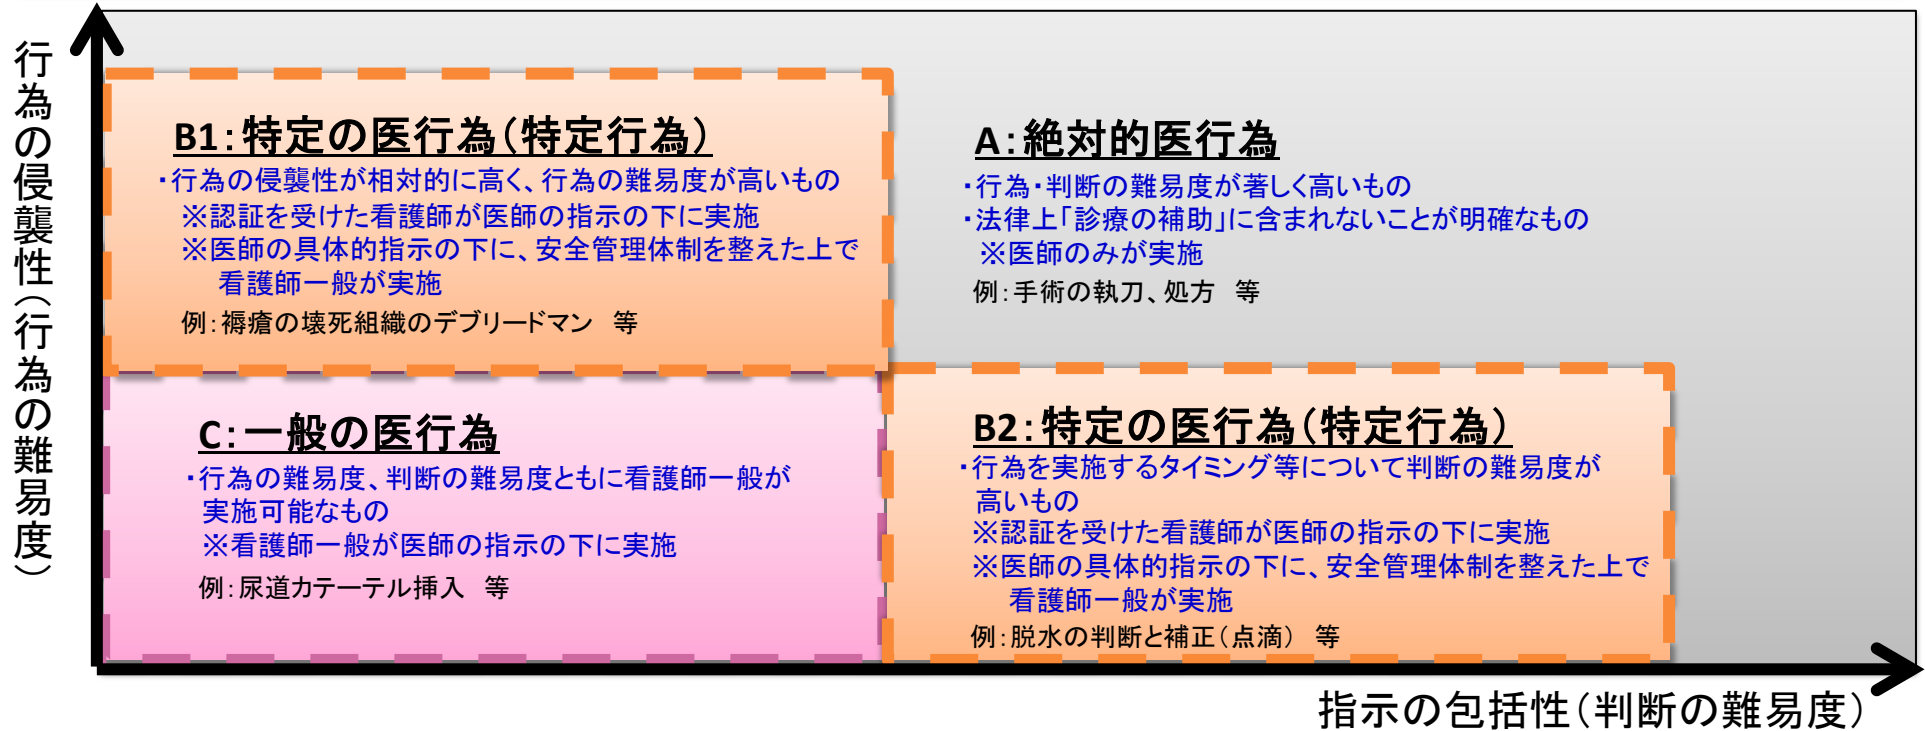 行為の侵襲性（行為の難易度）
B1：特定の医行為（特定行為）
・行為の侵襲性が相対的に高く、行為の難易度が高いもの
※認証を受けた看護師が医師の指示の下に実施
※医師の具体的指示の下に、安全管理体制を整えた上で
看護師一般が実施
例：褥瘡の壊死組織のデブリードマン　等
A：絶対的医行為
・行為・判断の難易度が著しく高いもの
・法律上「診療の補助」に含まれないことが明確なもの
※医師のみが実施
例：手術の執刀、処方　等
C：一般の医行為
・行為の難易度、判断の難易度ともに看護師一般が
実施可能なもの
※看護師一般が医師の指示の下に実施
例：尿道カテーテル挿入　等
B2：特定の医行為（特定行為）
・行為を実施するタイミング等について判断の難易度が
高いもの
※認証を受けた看護師が医師の指示の下に実施
※医師の具体的指示の下に、安全管理体制を整えた上で
看護師一般が実施
例：脱水の判断と補正（点滴）　等
指示の包括性（判断の難易度）